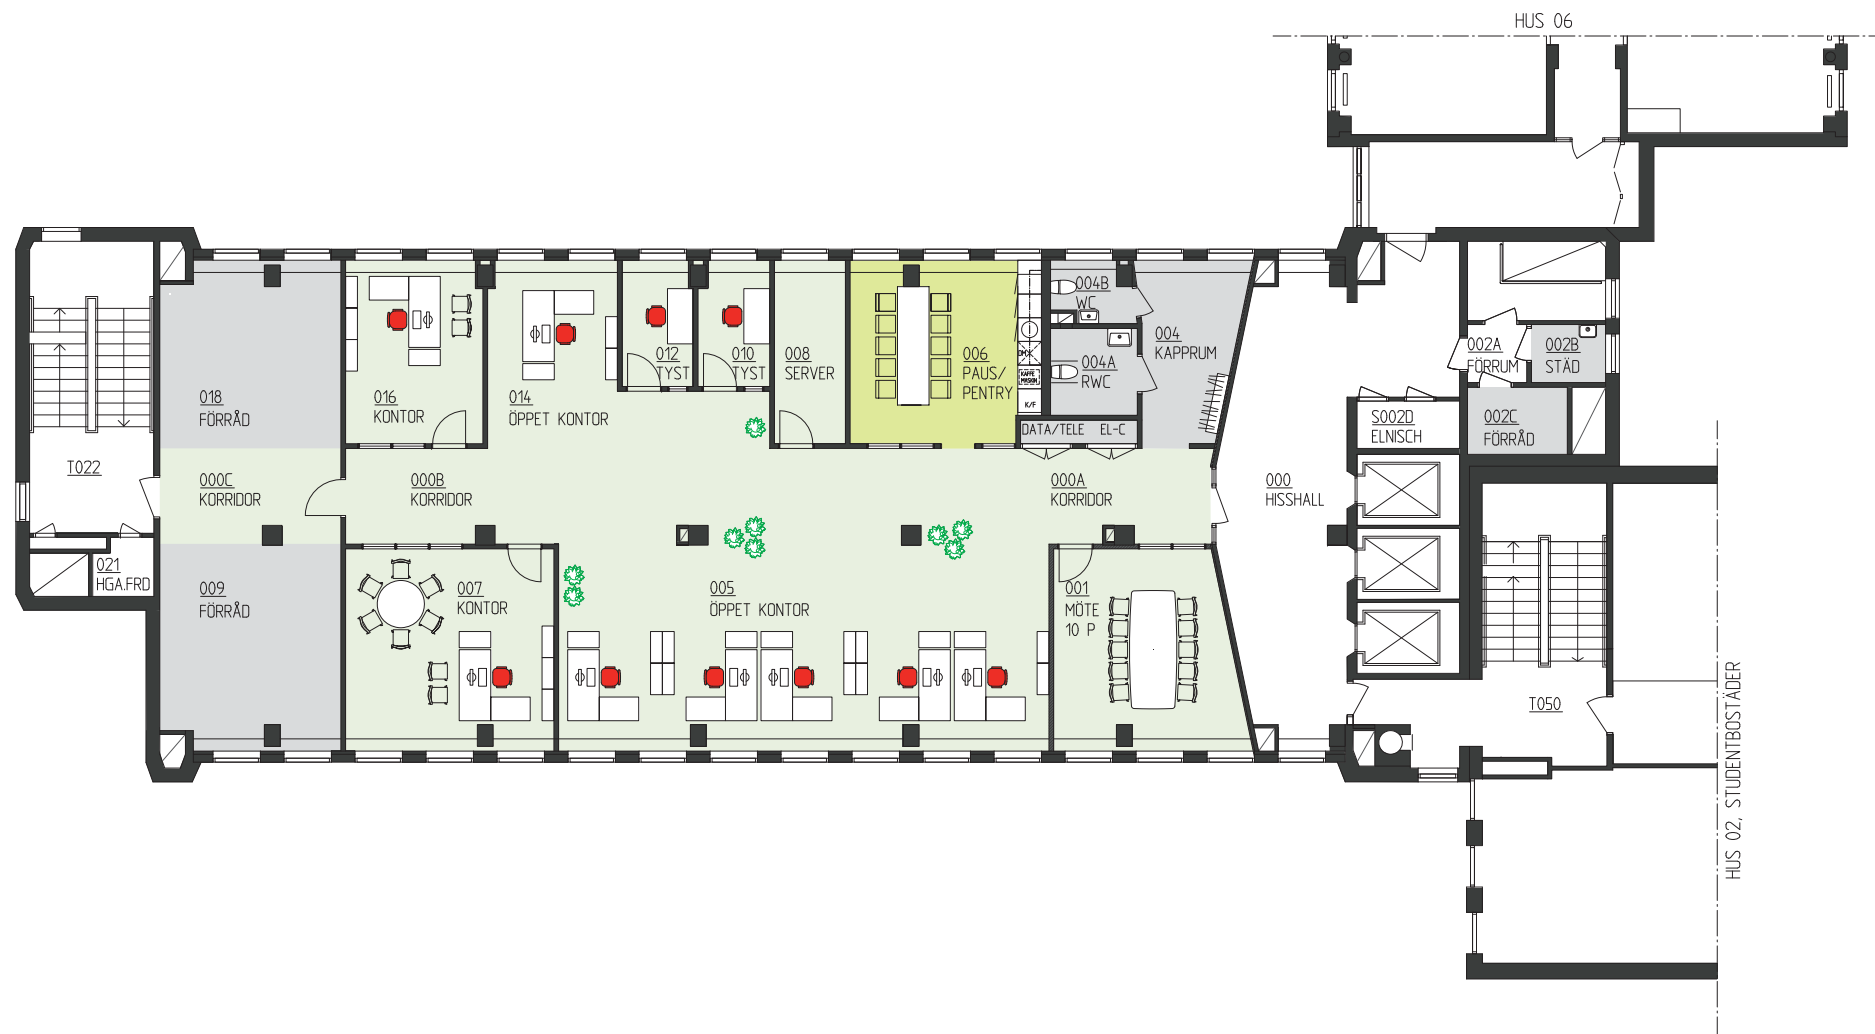 HUS 06
004B
WC
004
KAPPRUM
012
TYST
010
TYST
008
SERVER
006
PAUS/
PENTRY
DM
KAFFE
MASKIN
K/F
004A
RWC
002A
FÖRRUM
002B
STÄD
018
FÖRRÅD
016
KONTOR
014
ÖPPET KONTOR
DATA/TELE
EL-C
S002D
ELNISCH
002C
FÖRRÅD
T022
000C
KORRIDOR
000B
KORRIDOR
000A
KORRIDOR
000
HISSHALL
021
HGA.FRD
009
FÖRRÅD
007
KONTOR
005
ÖPPET KONTOR
001
MÖTE
10 P
T050
HUS 02, STUDENTBOSTÄDER